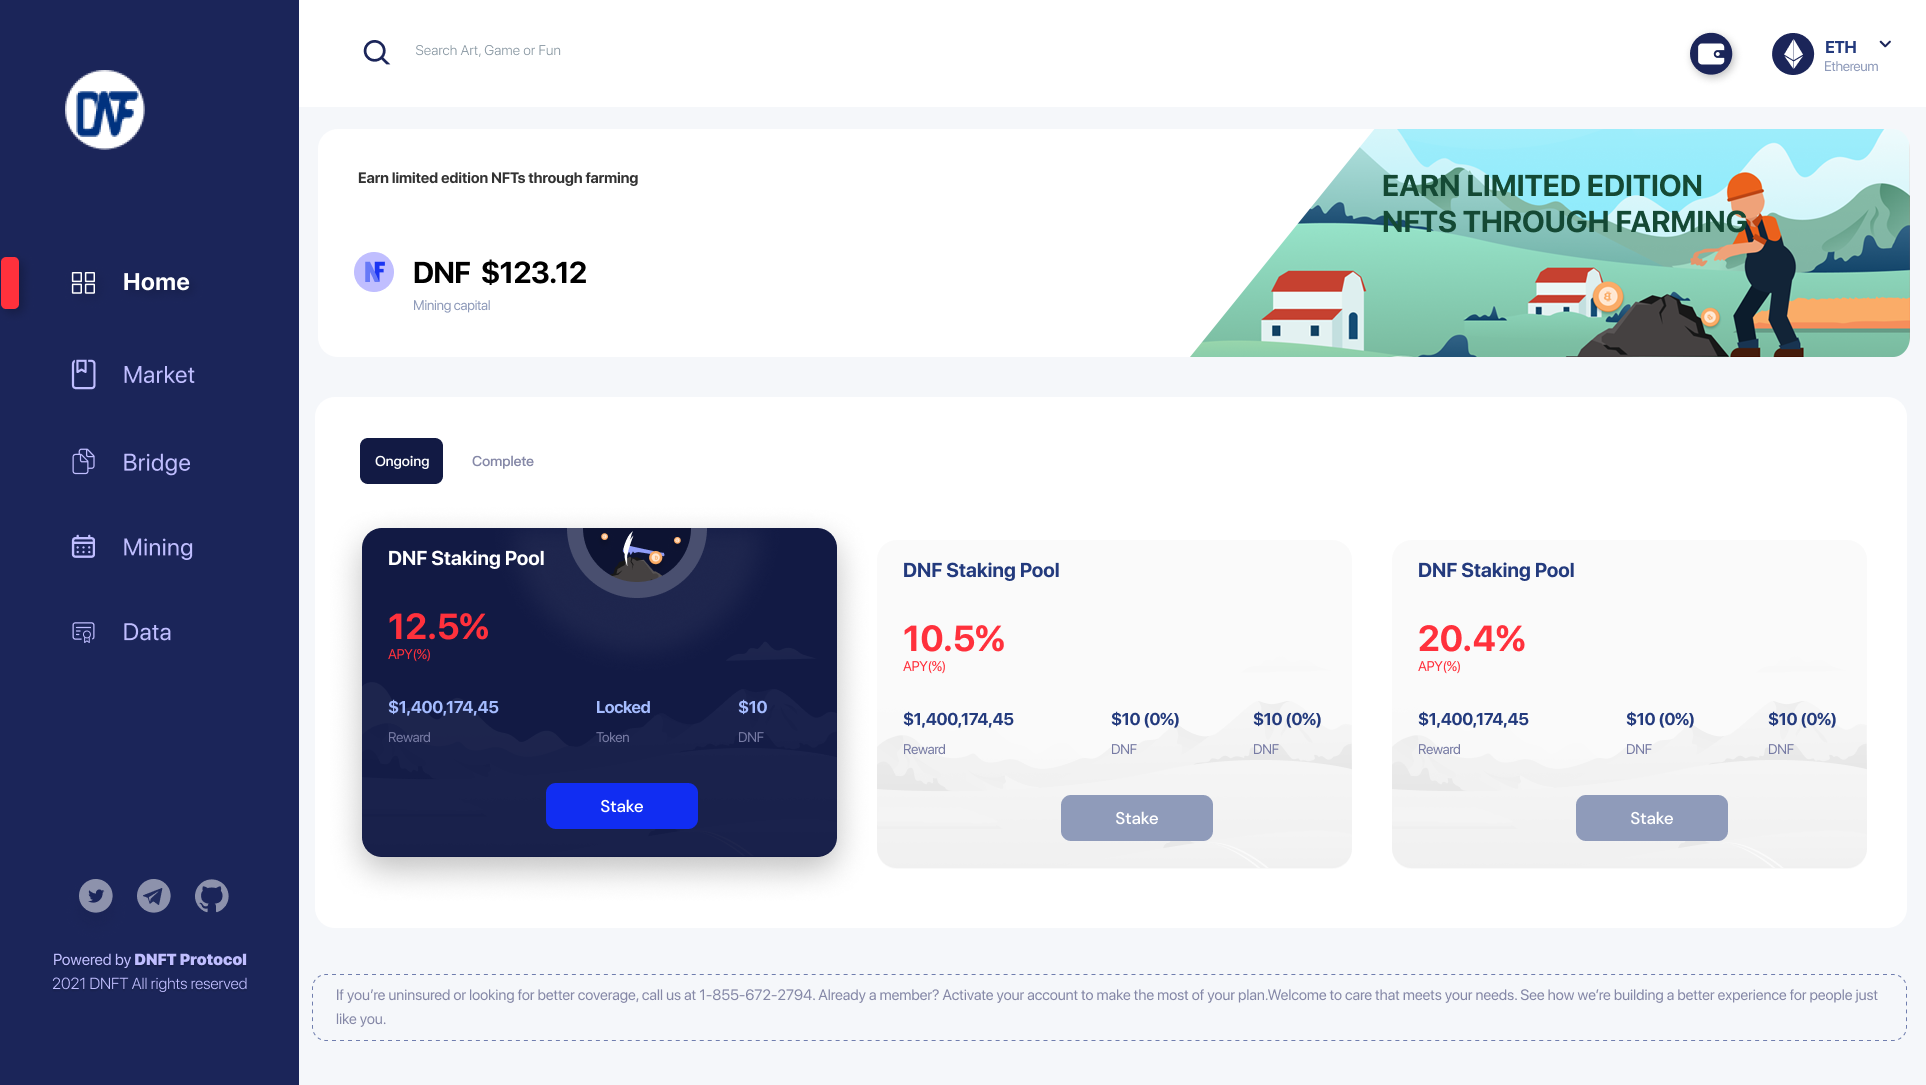 DNF
Home
Market
Bridge
Mining
Data
Powered by DNFT Protocol
2021 DNFT All rights reserved
Search Art, Game or Fun
ETH
Ethereum
Earn limited edition NFTs through farming
NF
DNF $123.12
Mining capital
EARN LIMITED EDITION
NFTS THROUGH FARMING
Ongoing
Complete
DNF Staking Pool
12.5%
APY(%)
$1,400,174,45
Locked
$10
Reward
Token
DNF
Stake
DNF Staking Pool
10.5%
APY(%)
$1,400,174,45
$10 (0%)
$10 (0%)
Reward
DNF
DNF
Stake
DNF Staking Pool
20.4%
APY(%)
$1,400,174,45
$10 (0%)
$10 (0%)
Reward
DNF
DNF
Stake
If you’re uninsured or looking for better coverage, call us at 1-855-672-2794. Already a member? Activate your account to make the most of your plan.Welcome to care that meets your needs. See how we’re building a better experience for people just
like you.